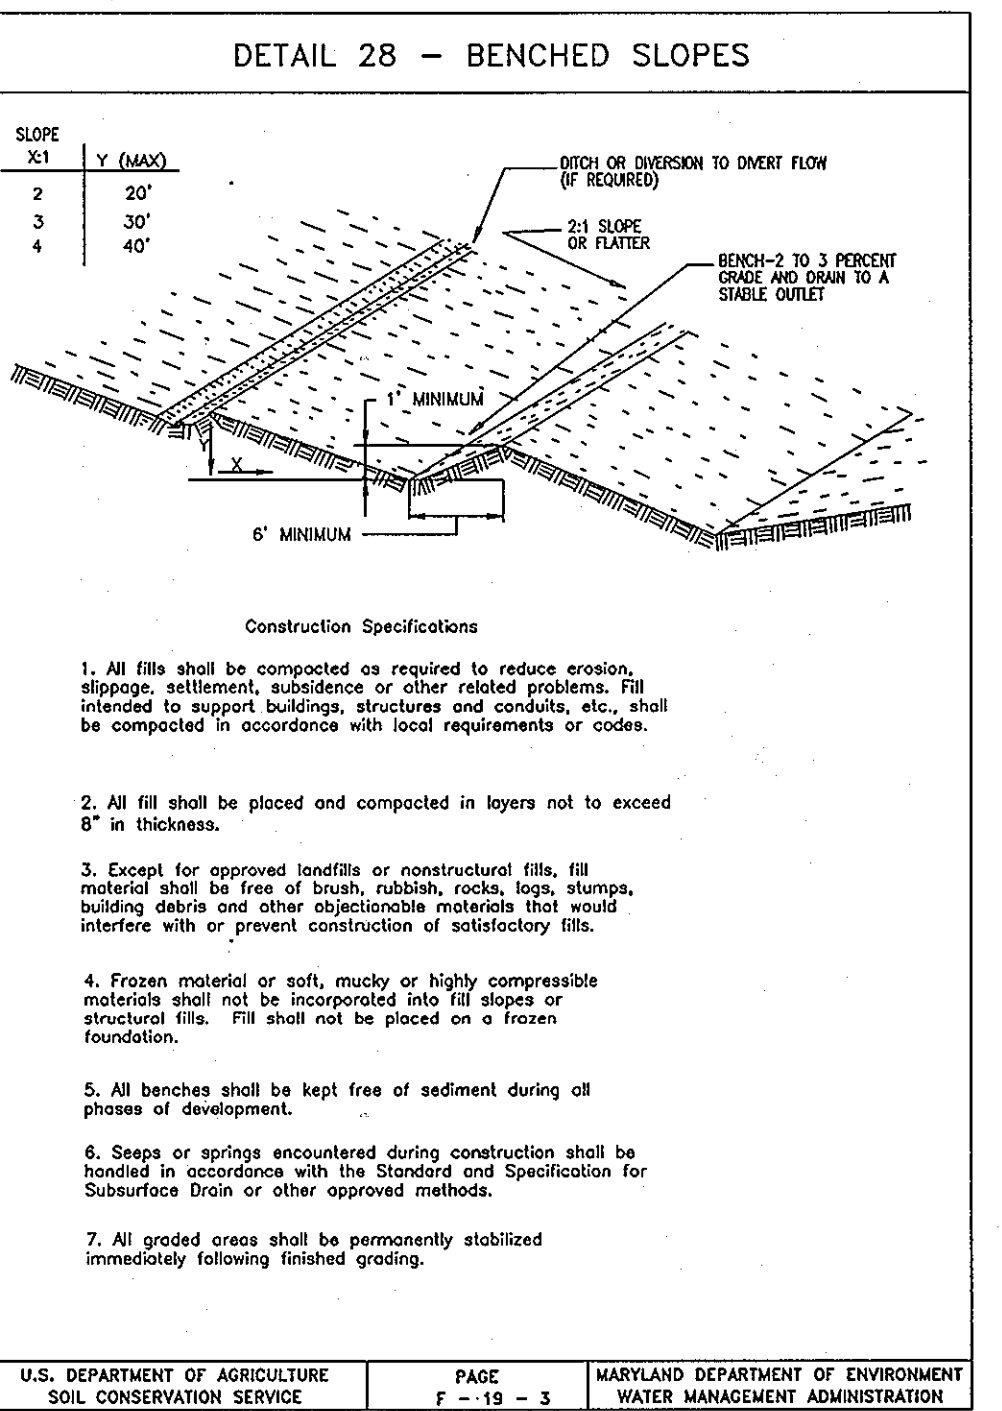 DETAIL 28 – BENCHED SLOPES
SLOPE
X:1 Y (MAX)
2 20'
3 30'
4 40'
DITCH OR DIVERSION TO DIVERT FLOW
(IF REQUIRED)
2:1 SLOPE
OR FLATTER
BENCH-2 TO 3 PERCENT
GRADE AND DRAIN TO A
STABLE OUTLET
1' MINIMUM
Y
X
6' MINIMUM
Construction Specifications
1. All fills shall be compacted as required to reduce erosion,
slippage, settlement, subsidence or other related problems. Fill
intended to support buildings, structures and conduits, etc., shall
be compacted in accordance with local requirements or codes.
2. All fill shall be placed and compacted in layers not to exceed
8" in thickness.
3. Except for approved landfills or nonstructural fills, fill
material shall be free of brush, rubbish, rocks, logs, stumps,
building debris and other objectionable materials that would
interfere with or prevent construction of satisfactory fills.
4. Frozen material or soft, mucky or highly compressible
materials shall not be incorporated into fill slopes or
structural fills. Fill shall not be placed on a frozen
foundation.
5. All benches shall be kept free of sediment during all
phases of development.
6. Seeps or springs encountered during construction shall be
handled in accordance with the Standard and Specification for
Subsurface Drain or other approved methods.
7. All graded areas shall be permanently stabilized
immediately following finished grading.
U.S. DEPARTMENT OF AGRICULTURE
SOIL CONSERVATION SERVICE
PAGE
F - 19 - 3
MARYLAND DEPARTMENT OF ENVIRONMENT
WATER MANAGEMENT ADMINISTRATION